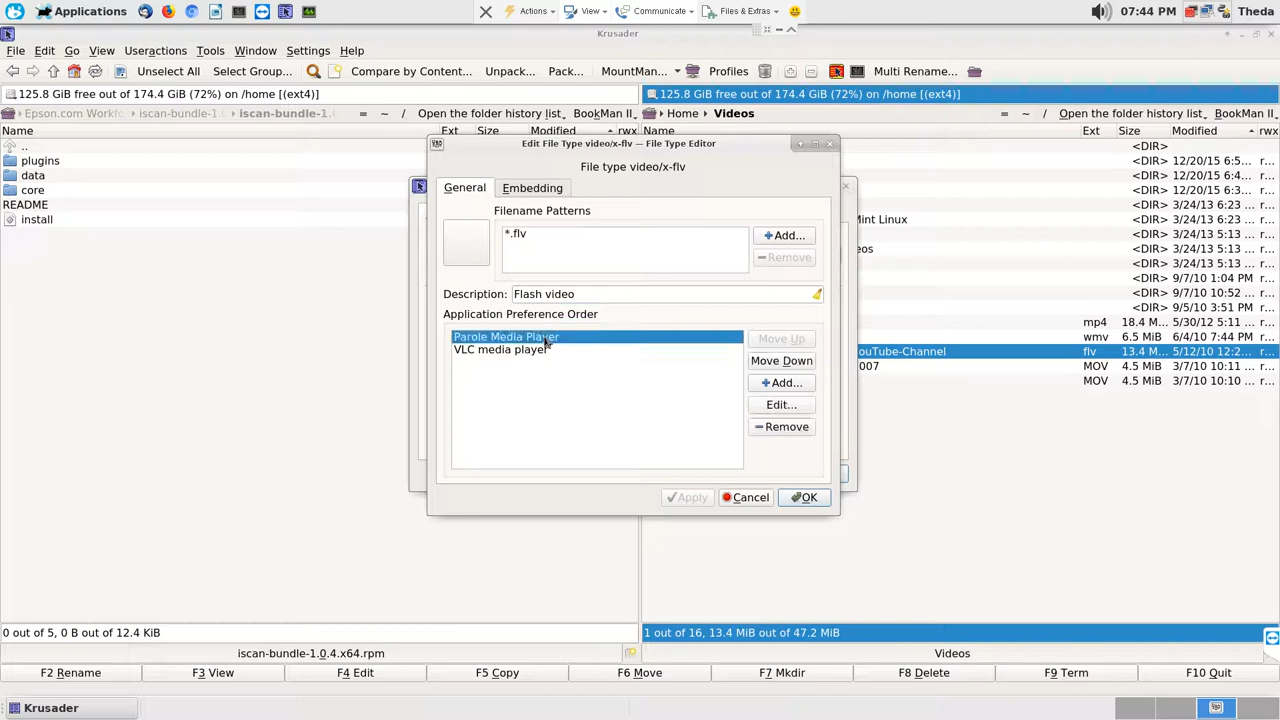 Applications
Actions
View
Communicate
Files & Extras
07:44 PM
Theda
Krusader
File Edit Go View Useractions Tools Window Settings Help
Unselect All Select Group... Compare by Content... Unpack... Pack... MountMan... Profiles Multi Rename...
125.8 GiB free out of 174.4 GiB (72%) on /home [(ext4)]
125.8 GiB free out of 174.4 GiB (72%) on /home [(ext4)]
Epson.com Workfo iscan-bundle-1.( iscan-bundle-1.0 = ~ / Open the folder history list BookMan II
Home Videos = ~ / Open the folder history list BookMan II
Name Ext Size Modified rwx
Name Ext Size Modified r...
..
plugins
data
core
README
install
<DIR>
<DIR> 12/20/15 6:5... r...
<DIR> 12/20/15 6:4... r...
<DIR> 12/20/15 6:3... r...
<DIR> 3/24/13 6:23 ... r...
Mint Linux <DIR> 3/24/13 6:23 ... r...
<DIR> 3/24/13 5:13 ... r...
eos <DIR> 3/24/13 5:13 ... r...
<DIR> 3/24/13 5:13 ... r...
<DIR> 9/7/10 1:04 PM r...
<DIR> 9/7/10 10:52 ... r...
<DIR> 9/5/10 3:51 PM r...
mp4 18.4 M... 5/30/12 5:11 ... r...
wmv 6.5 MiB 6/4/10 7:44 PM r...
ouTube-Channel flv 13.4 M... 5/12/10 12:2... r...
007 MOV 4.5 MiB 3/7/10 10:11 ... r...
MOV 4.5 MiB 3/7/10 10:10 ... r...
Edit File Type video/x-flv — File Type Editor
File type video/x-flv
General Embedding
Filename Patterns
*.flv
Add...
Remove
Description: Flash video
Application Preference Order
Parole Media Player
VLC media player
Move Up
Move Down
Add...
Edit...
Remove
Apply Cancel OK
0 out of 5, 0 B out of 12.4 KiB
1 out of 16, 13.4 MiB out of 47.2 MiB
iscan-bundle-1.0.4.x64.rpm
Videos
F2 Rename F3 View F4 Edit F5 Copy F6 Move F7 Mkdir F8 Delete F9 Term F10 Quit
Krusader